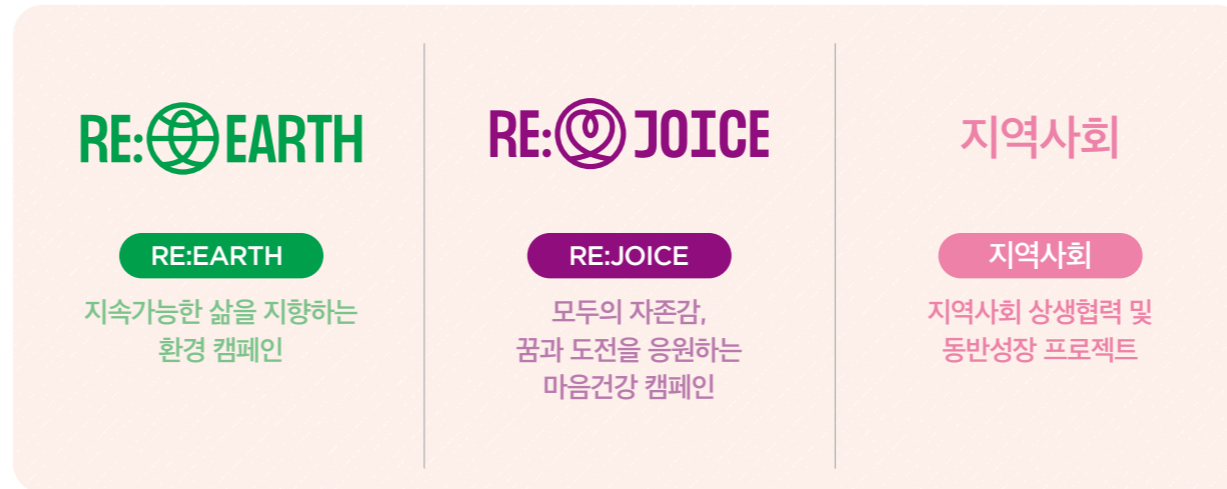 RE: EARTH
RE:EARTH
지속가능한 삶을 지향하는
환경 캠페인
RE: JOICE
RE:JOICE
모두의 자존감,
꿈과 도전을 응원하는
마음건강 캠페인
지역사회
지역사회
지역사회 상생협력 및
동반성장 프로젝트